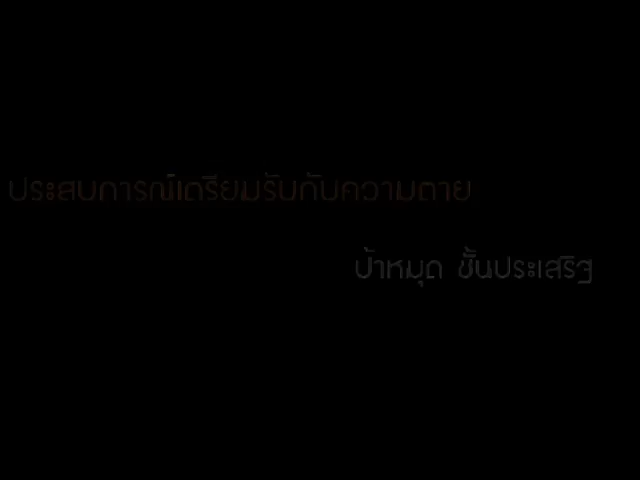 ประสบการณ์เตรียมรับกับความตาย
ป้าหมุด ชั้นประเสริฐ